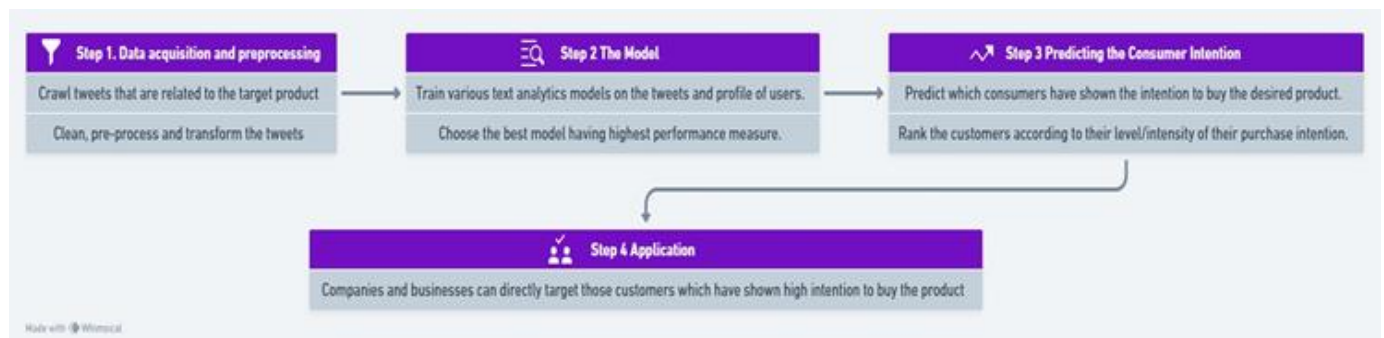 Step 1. Data acquisition and preprocessing
Crawl tweets that are related to the target product
Clean, pre-process and transform the tweets
Step 2 The Model
Train various text analytics models on the tweets and profile of users.
Choose the best model having highest performance measure.
Step 3 Predicting the Consumer Intention
Predict which consumers have shown the intention to buy the desired product.
Rank the customers according to their level/intensity of their purchase intention.
Step 4 Application
Companies and businesses can directly target those customers which have shown high intention to buy the product
Made with Whimsical